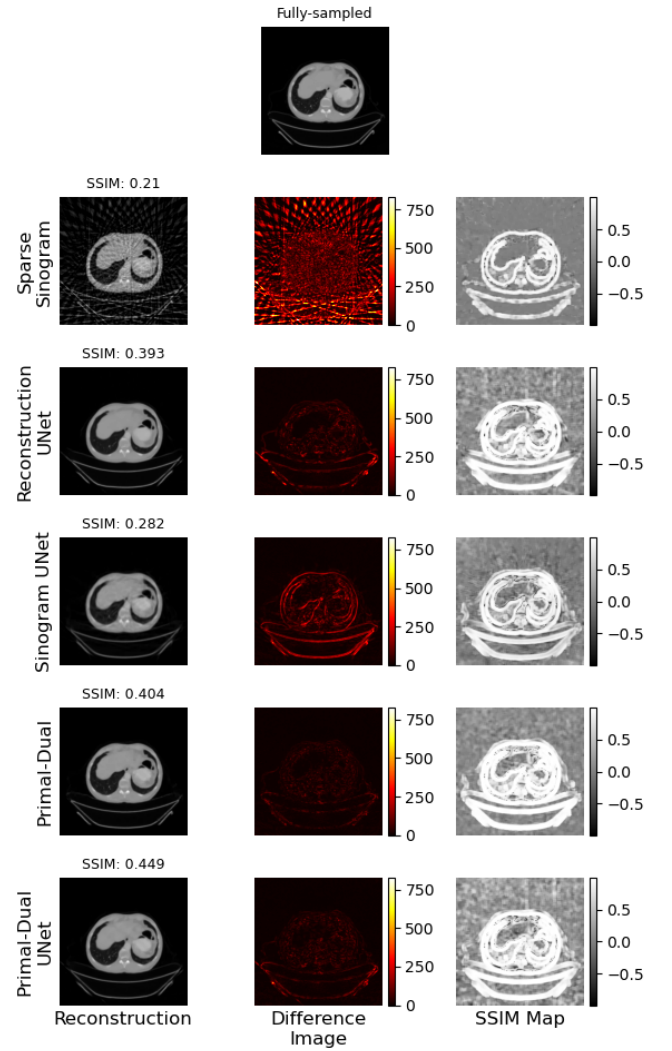 Fully-sampled
SSIM: 0.21
Sparse
Sinogram
750
500
250
0
0.5
0.0
−0.5
SSIM: 0.393
Reconstruction
UNet
750
500
250
0
0.5
0.0
−0.5
SSIM: 0.282
Sinogram UNet
750
500
250
0
0.5
0.0
−0.5
SSIM: 0.404
Primal-Dual
750
500
250
0
0.5
0.0
−0.5
SSIM: 0.449
Primal-Dual
UNet
750
500
250
0
0.5
0.0
−0.5
Reconstruction
Difference
Image
SSIM Map